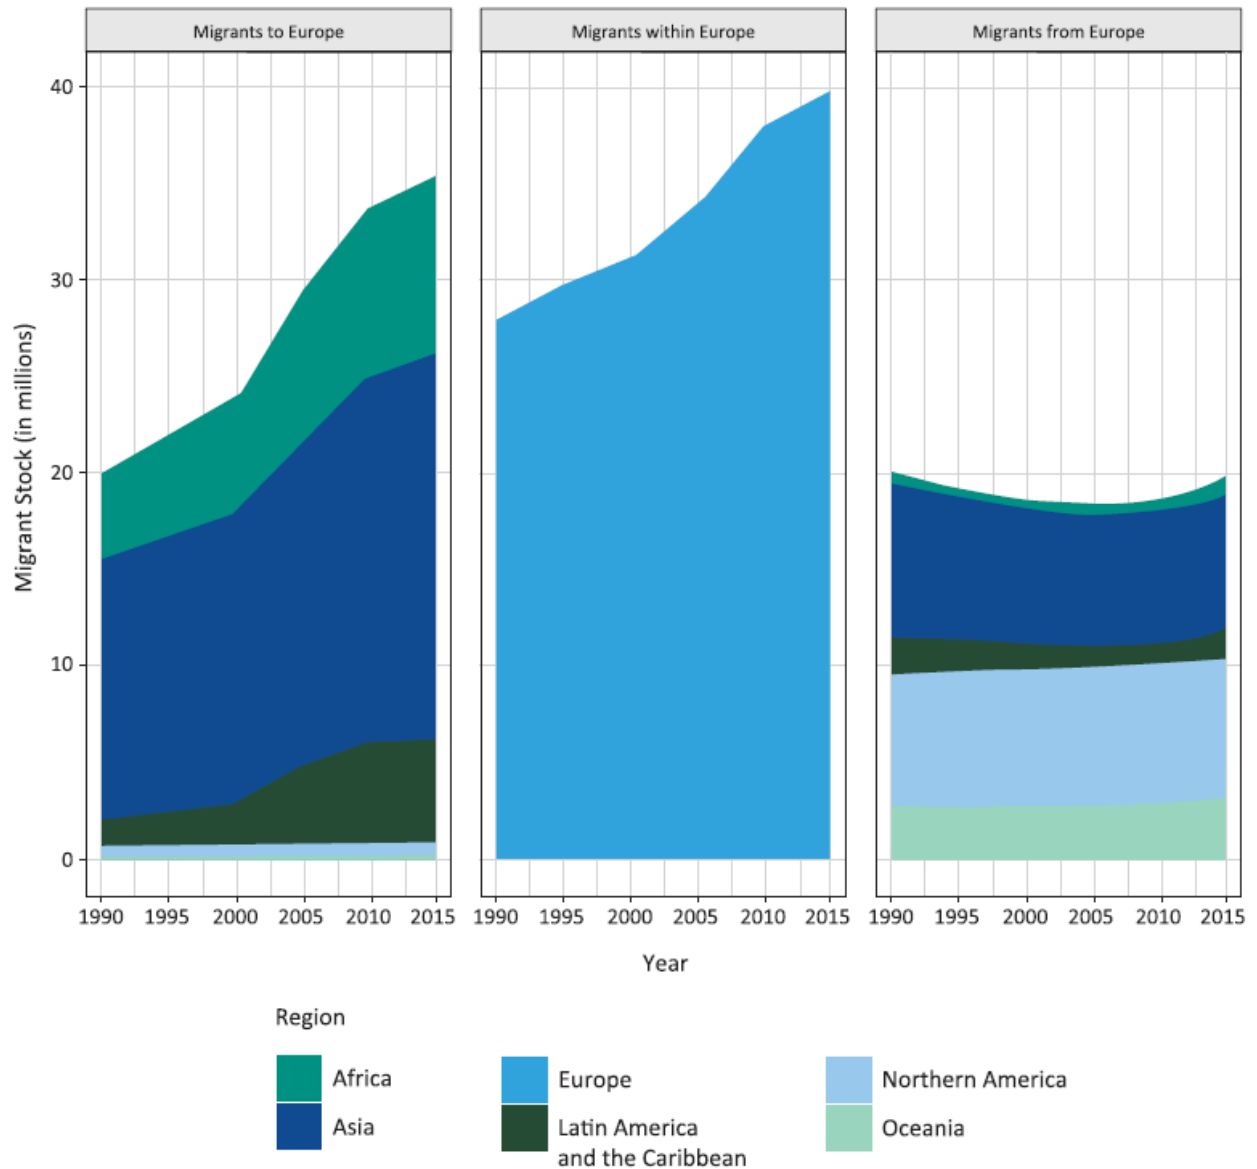 Migrants to Europe
Migrants within Europe
Migrants from Europe
Migrant Stock (in millions)
40
30
20
10
0
1990 1995 2000 2005 2010 2015
1990 1995 2000 2005 2010 2015
1990 1995 2000 2005 2010 2015
Year
Region
Africa
Asia
Europe
Latin America
and the Caribbean
Northern America
Oceania